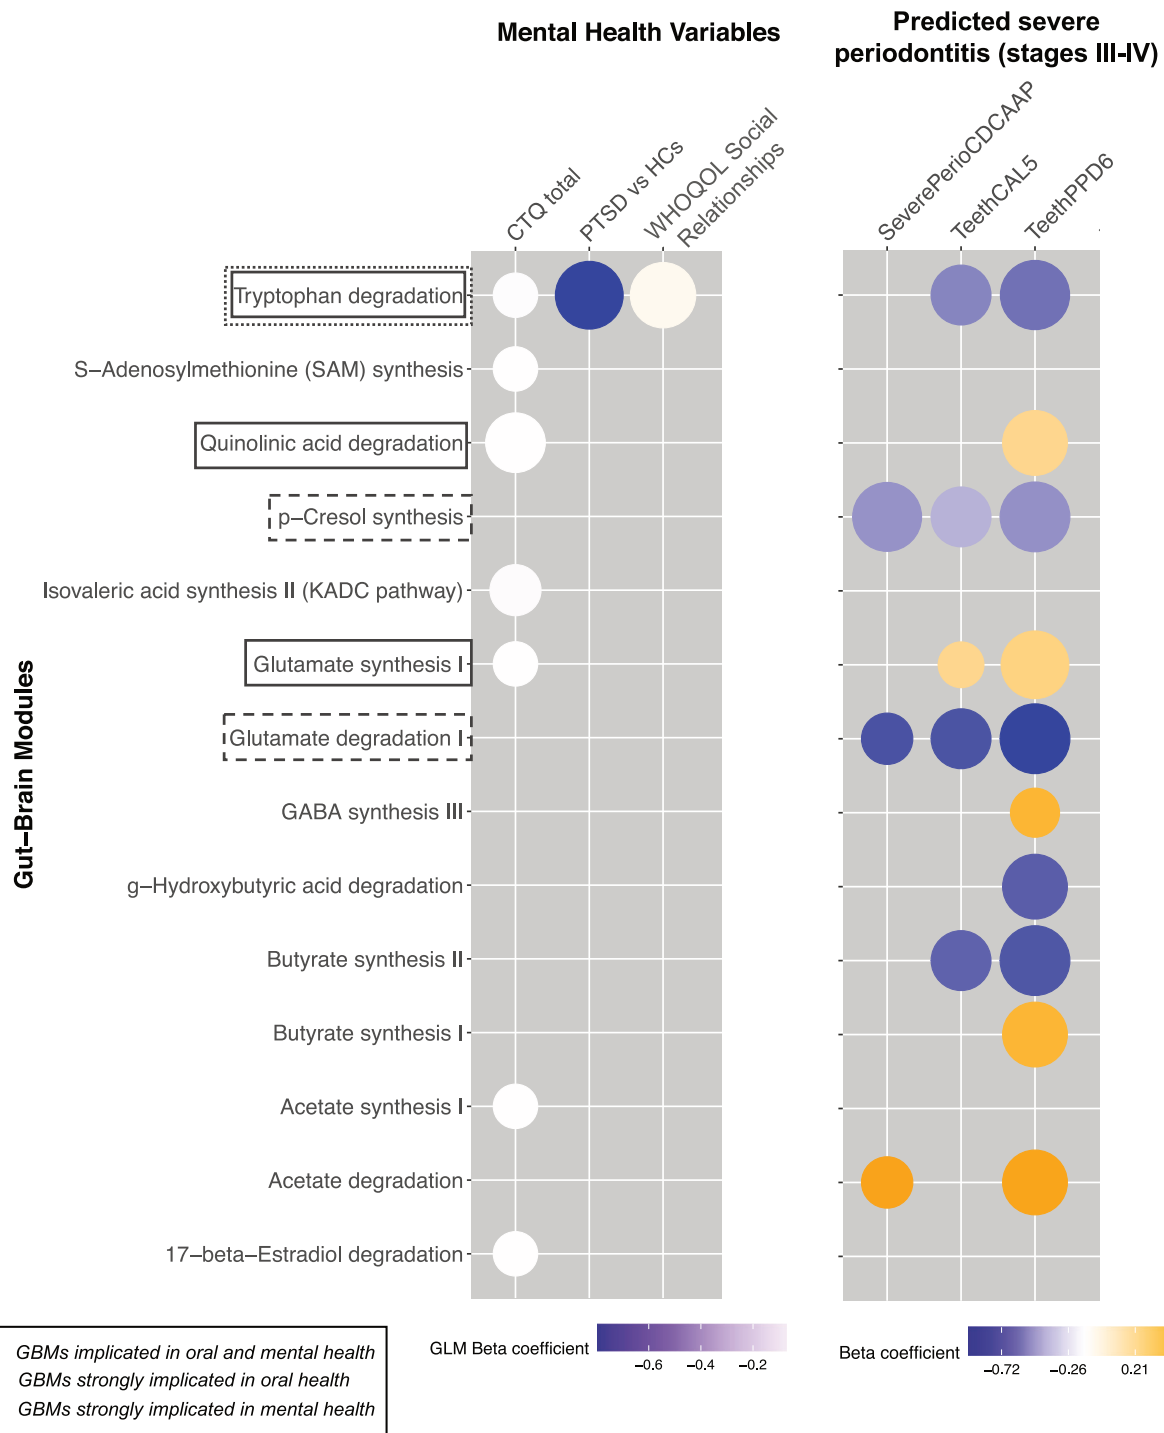 Mental Health Variables
Predicted severe
periodontitis (stages III-IV)
CTQ total
PTSD vs HCs
WHOQOL Social
Relationships
SeverePerioCDCAAP
TeethCAL5
TeethPPD6
Gut–Brain Modules
Tryptophan degradation
S–Adenosylmethionine (SAM) synthesis
Quinolinic acid degradation
p–Cresol synthesis
Isovaleric acid synthesis II (KADC pathway)
Glutamate synthesis I
Glutamate degradation I
GABA synthesis III
g–Hydroxybutyric acid degradation
Butyrate synthesis II
Butyrate synthesis I
Acetate synthesis I
Acetate degradation
17–beta–Estradiol degradation
GBMs implicated in oral and mental health
GBMs strongly implicated in oral health
GBMs strongly implicated in mental health
GLM Beta coefficient
−0.6 −0.4 −0.2
Beta coefficient
−0.72 −0.26 0.21